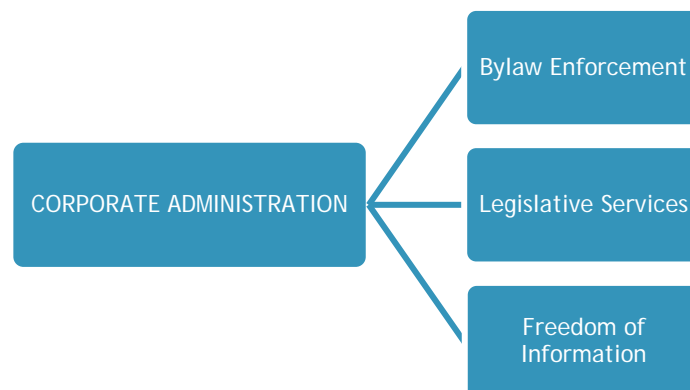 Bylaw Enforcement
CORPORATE ADMINISTRATION
Legislative Services
Freedom of
Information